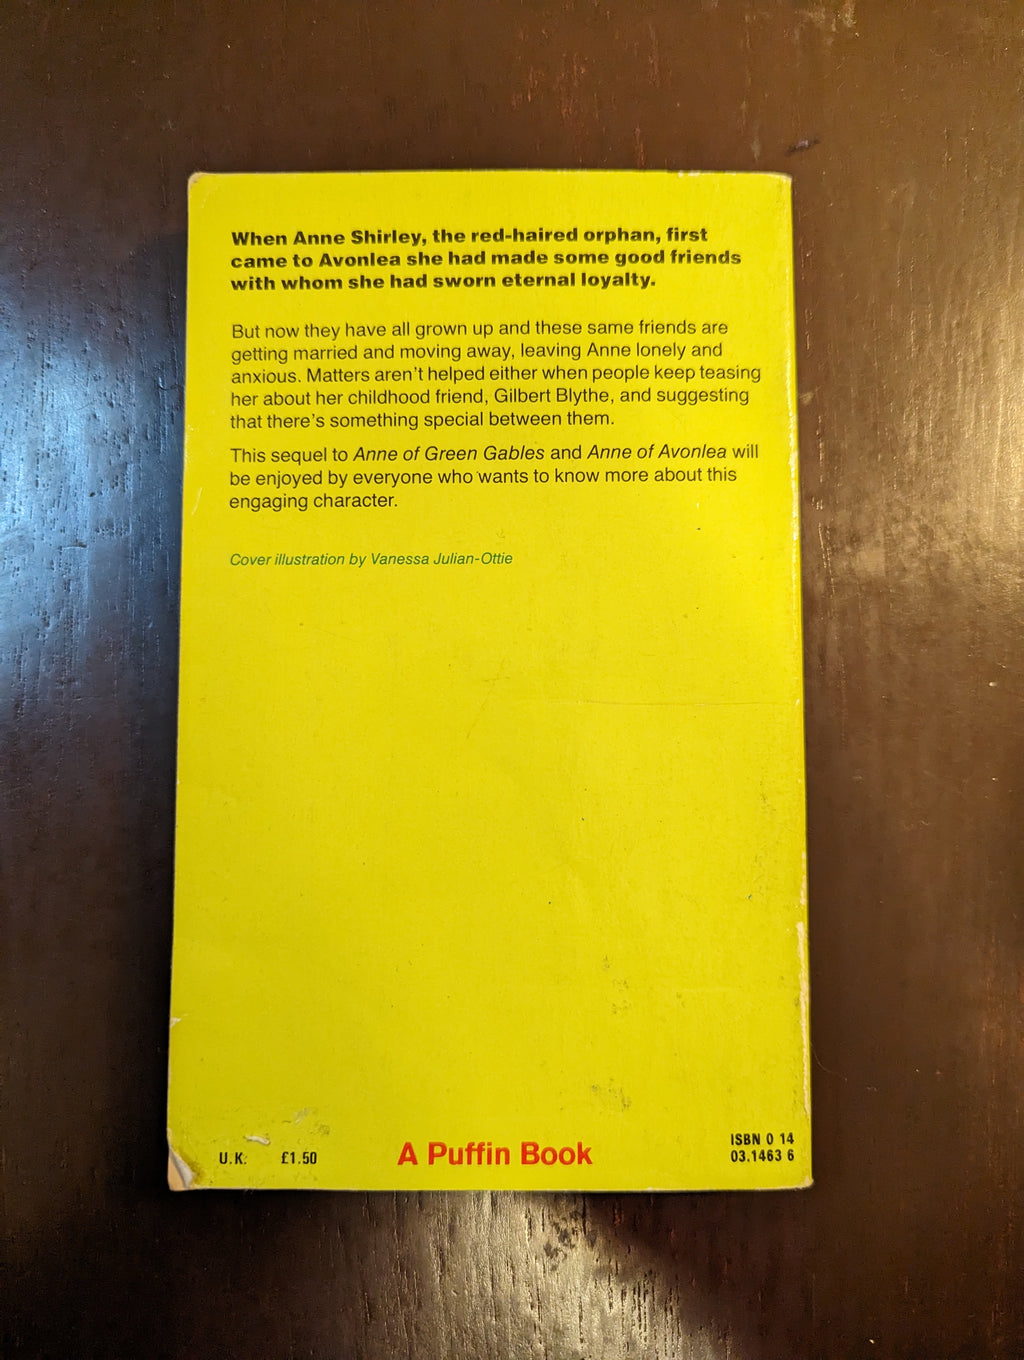 When Anne Shirley, the red-haired orphan, first
came to Avonlea she had made some good friends
with whom she had sworn eternal loyalty.
But now they have all grown up and these same friends are
getting married and moving away, leaving Anne lonely and
anxious. Matters aren't helped either when people keep teasing
her about her childhood friend, Gilbert Blythe, and suggesting
that there's something special between them.
This sequel to Anne of Green Gables and Anne of Avonlea will
be enjoyed by everyone who wants to know more about this
engaging character.
Cover illustration by Vanessa Julian-Ottie
U.K. £1.50
A Puffin Book
ISBN 0 14
03.1463 6